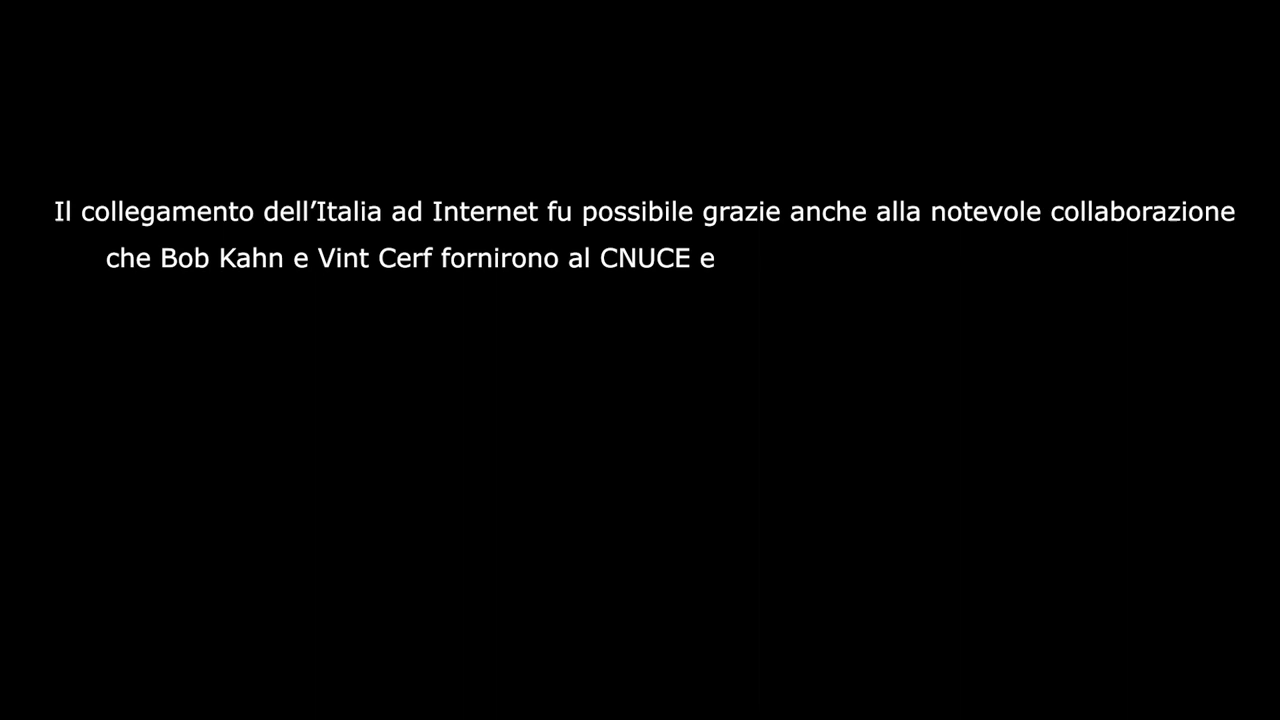 Il collegamento dell’Italia ad Internet fu possibile grazie anche alla notevole collaborazione
che Bob Kahn e Vint Cerf fornirono al CNUCE e